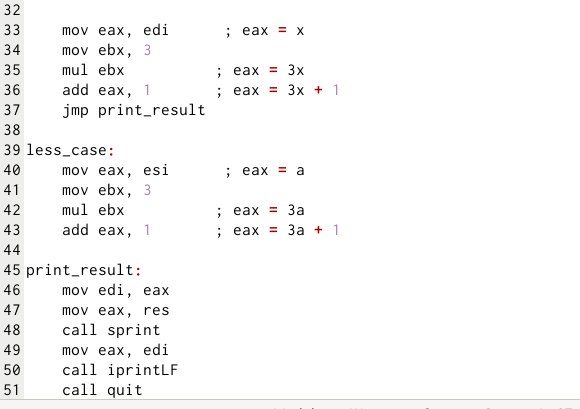 32
33 mov eax, edi ; eax = x
34 mov ebx, 3
35 mul ebx ; eax = 3x
36 add eax, 1 ; eax = 3x + 1
37 jmp print_result
38
39 less_case:
40 mov eax, esi ; eax = a
41 mov ebx, 3
42 mul ebx ; eax = 3a
43 add eax, 1 ; eax = 3a + 1
44
45 print_result:
46 mov edi, eax
47 mov eax, res
48 call sprint
49 mov eax, edi
50 call iprintLF
51 call quit